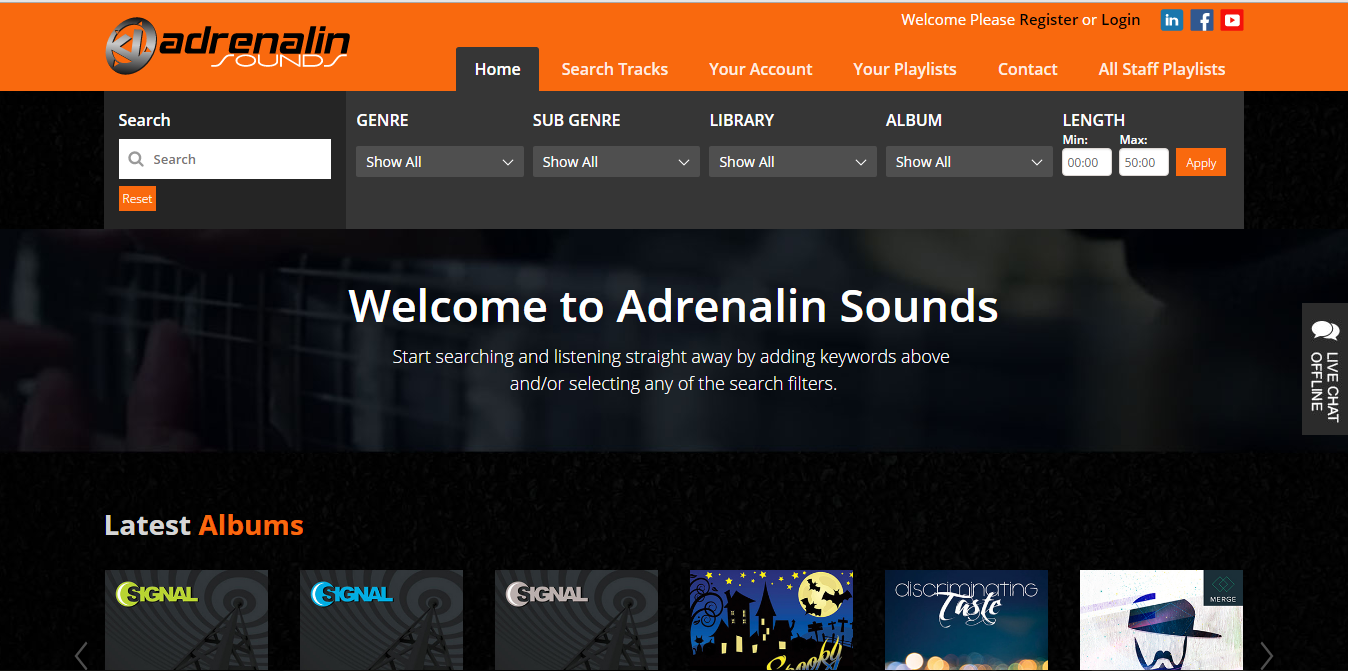 Welcome Please Register or Login
adrenalin
SOUNDS
Home
Search Tracks
Your Account
Your Playlists
Contact
All Staff Playlists
Search
Search
Reset
GENRE
Show All
SUB GENRE
Show All
LIBRARY
Show All
ALBUM
Show All
LENGTH
Min:
Max:
00:00
50:00
Apply
Welcome to Adrenalin Sounds
Start searching and listening straight away by adding keywords above
and/or selecting any of the search filters.
LIVE CHAT
OFFLINE
Latest Albums
SIGNAL
SIGNAL
SIGNAL
Spooky
discriminating
Taste
MERGE